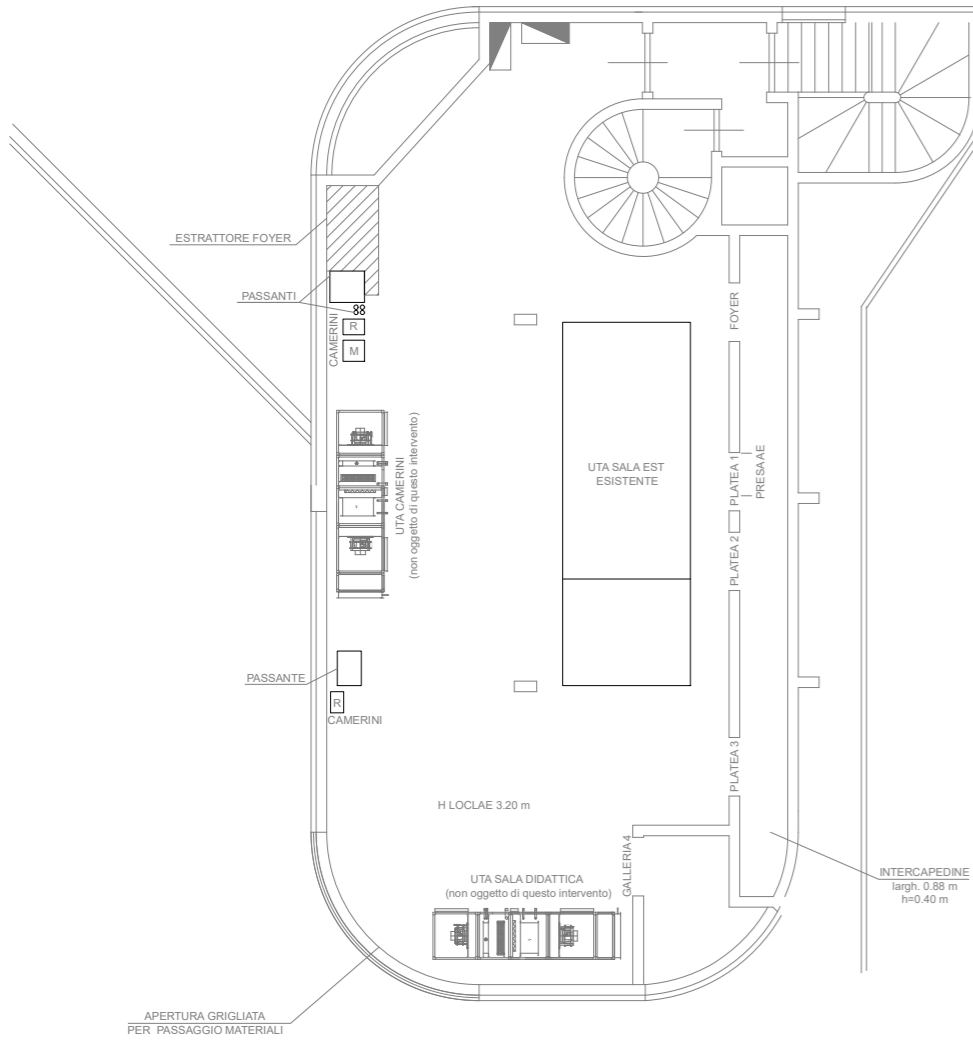 ESTRATTORE FOYER
PASSANTI
CAMERINI
R
M
FOYER
UTA CAMERINI
(non oggetto di questo intervento)
UTA SALA EST
ESISTENTE
PLATEA 1
PRESA AE
PLATEA 2
PASSANTE
R
CAMERINI
PLATEA 3
H LOCLAE 3.20 m
GALLERIA 4
UTA SALA DIDATTICA
(non oggetto di questo intervento)
INTERCAPEDINE
largh. 0.88 m
h=0.40 m
APERTURA GRIGLIATA
PER PASSAGGIO MATERIALI